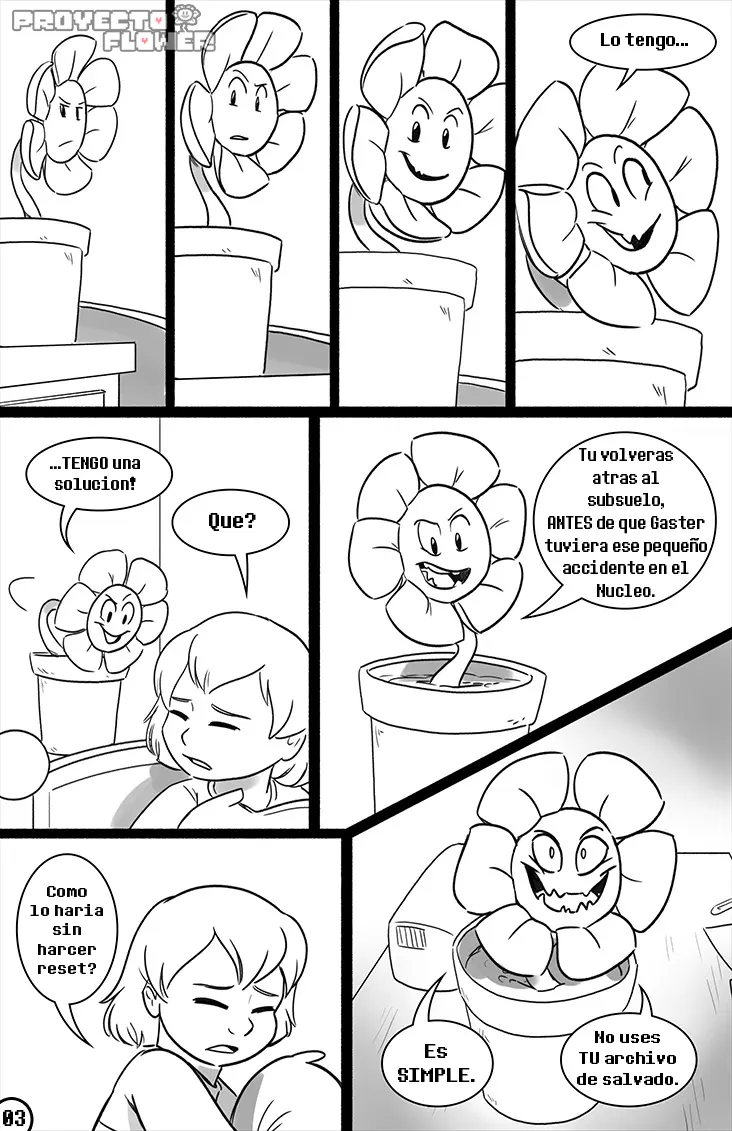 PROYECTO
FLOWER!
Lo tengo...
...TENGO una
solucion!
Que?
Tu volveras
atras al
subsuelo,
ANTES de que Gaster
tuviera ese pequeño
accidente en el
Nucleo.
Como
lo haria
sin
harcer
reset?
Es
SIMPLE.
No uses
TU archivo
de salvado.
03